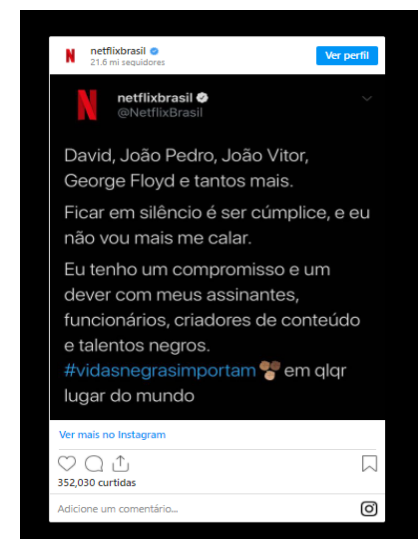 netflixbrasil
21.6 mi seguidores
Ver perfil
netflixbrasil
@NetflixBrasil
David, João Pedro, João Vitor,
George Floyd e tantos mais.
Ficar em silêncio é ser cúmplice, e eu
não vou mais me calar.
Eu tenho um compromisso e um
dever com meus assinantes,
funcionários, criadores de conteúdo
e talentos negros.
#vidasnegrasimportam em qlqr
lugar do mundo
Ver mais no Instagram
352,030 curtidas
Adicione um comentário...